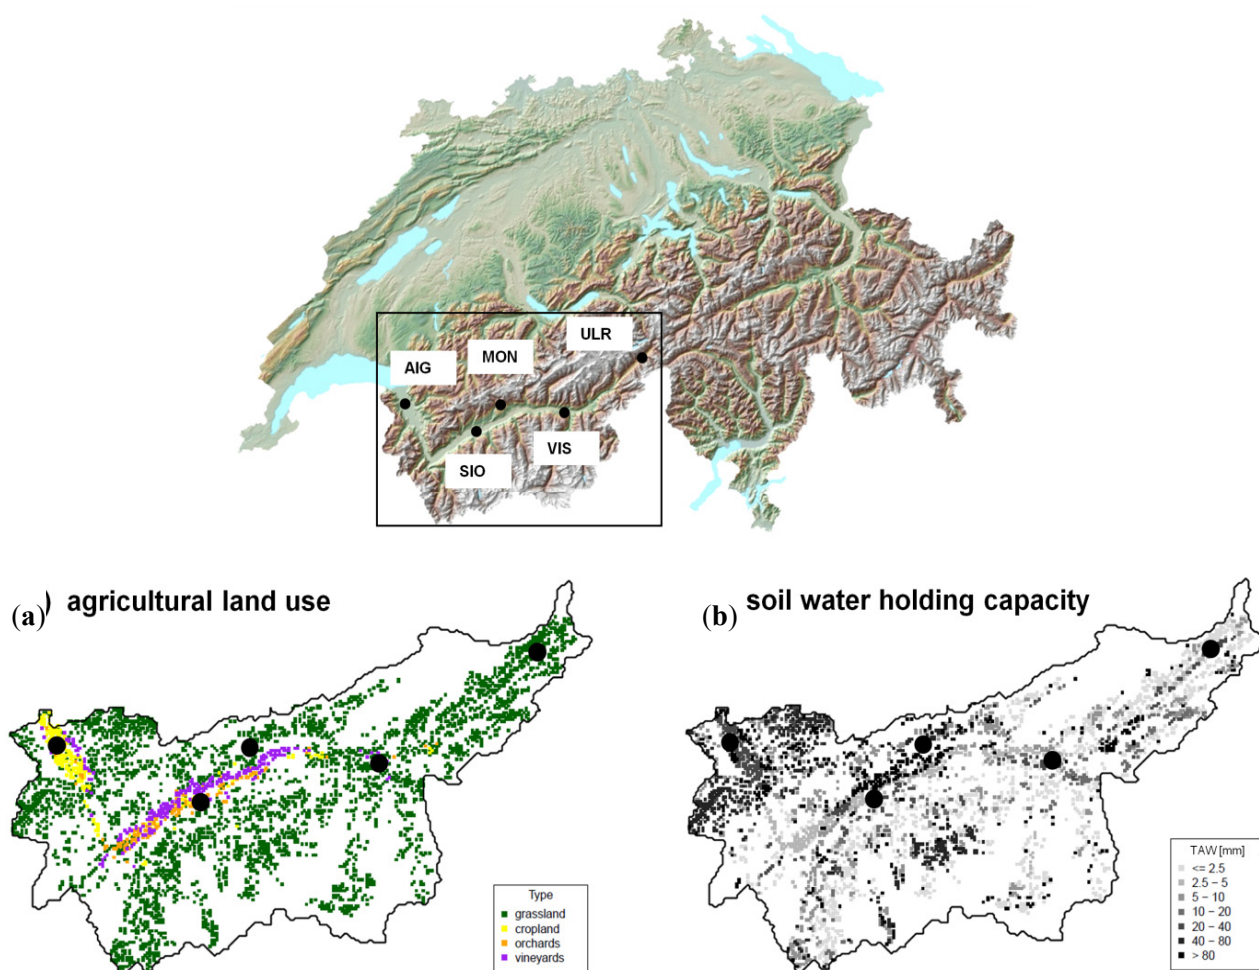 ULR
MON
AIG
VIS
SIO
(a) ) agricultural land use
(b) soil water holding capacity
Type
grassland
cropland
orchards
vineyards
TAW [mm]
<= 2.5
2.5 – 5
5 – 10
10 – 20
20 – 40
40 – 80
> 80